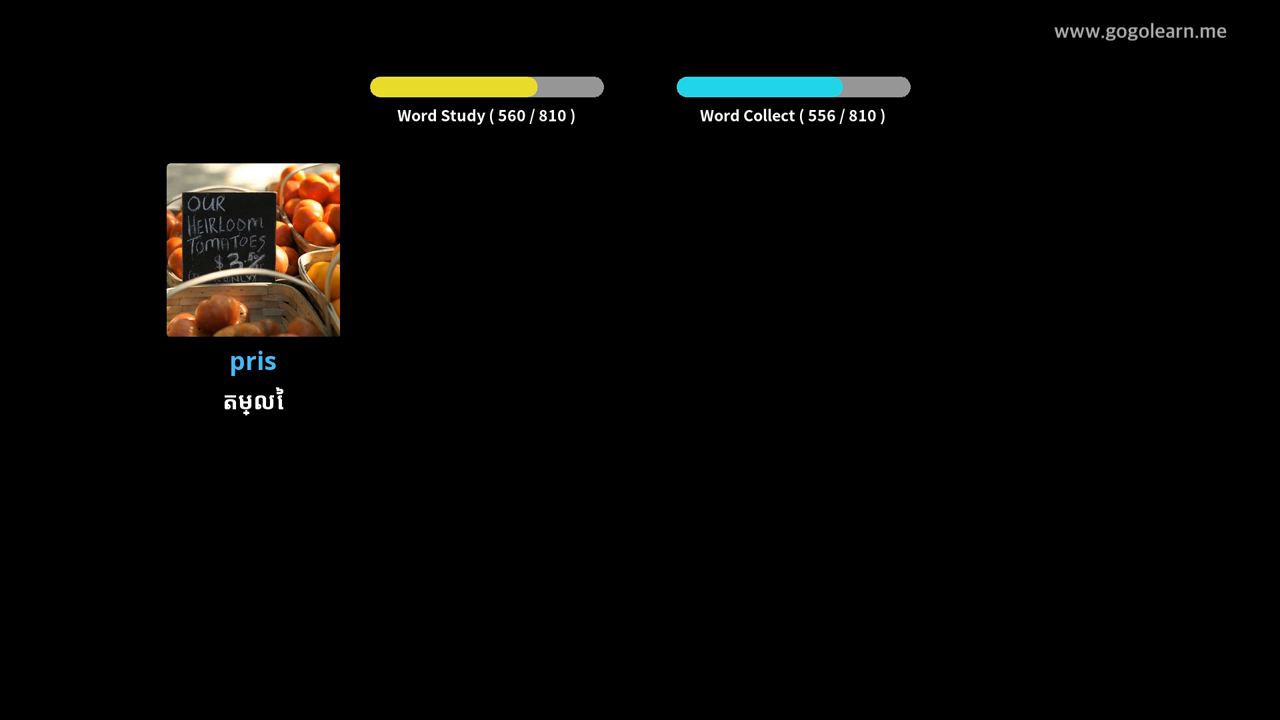 www.gogolearn.me
Word Study ( 560 / 810 )
Word Collect ( 556 / 810 )
OUR
HEIRLOOM
TOMATOES
pris
តម្លៃ